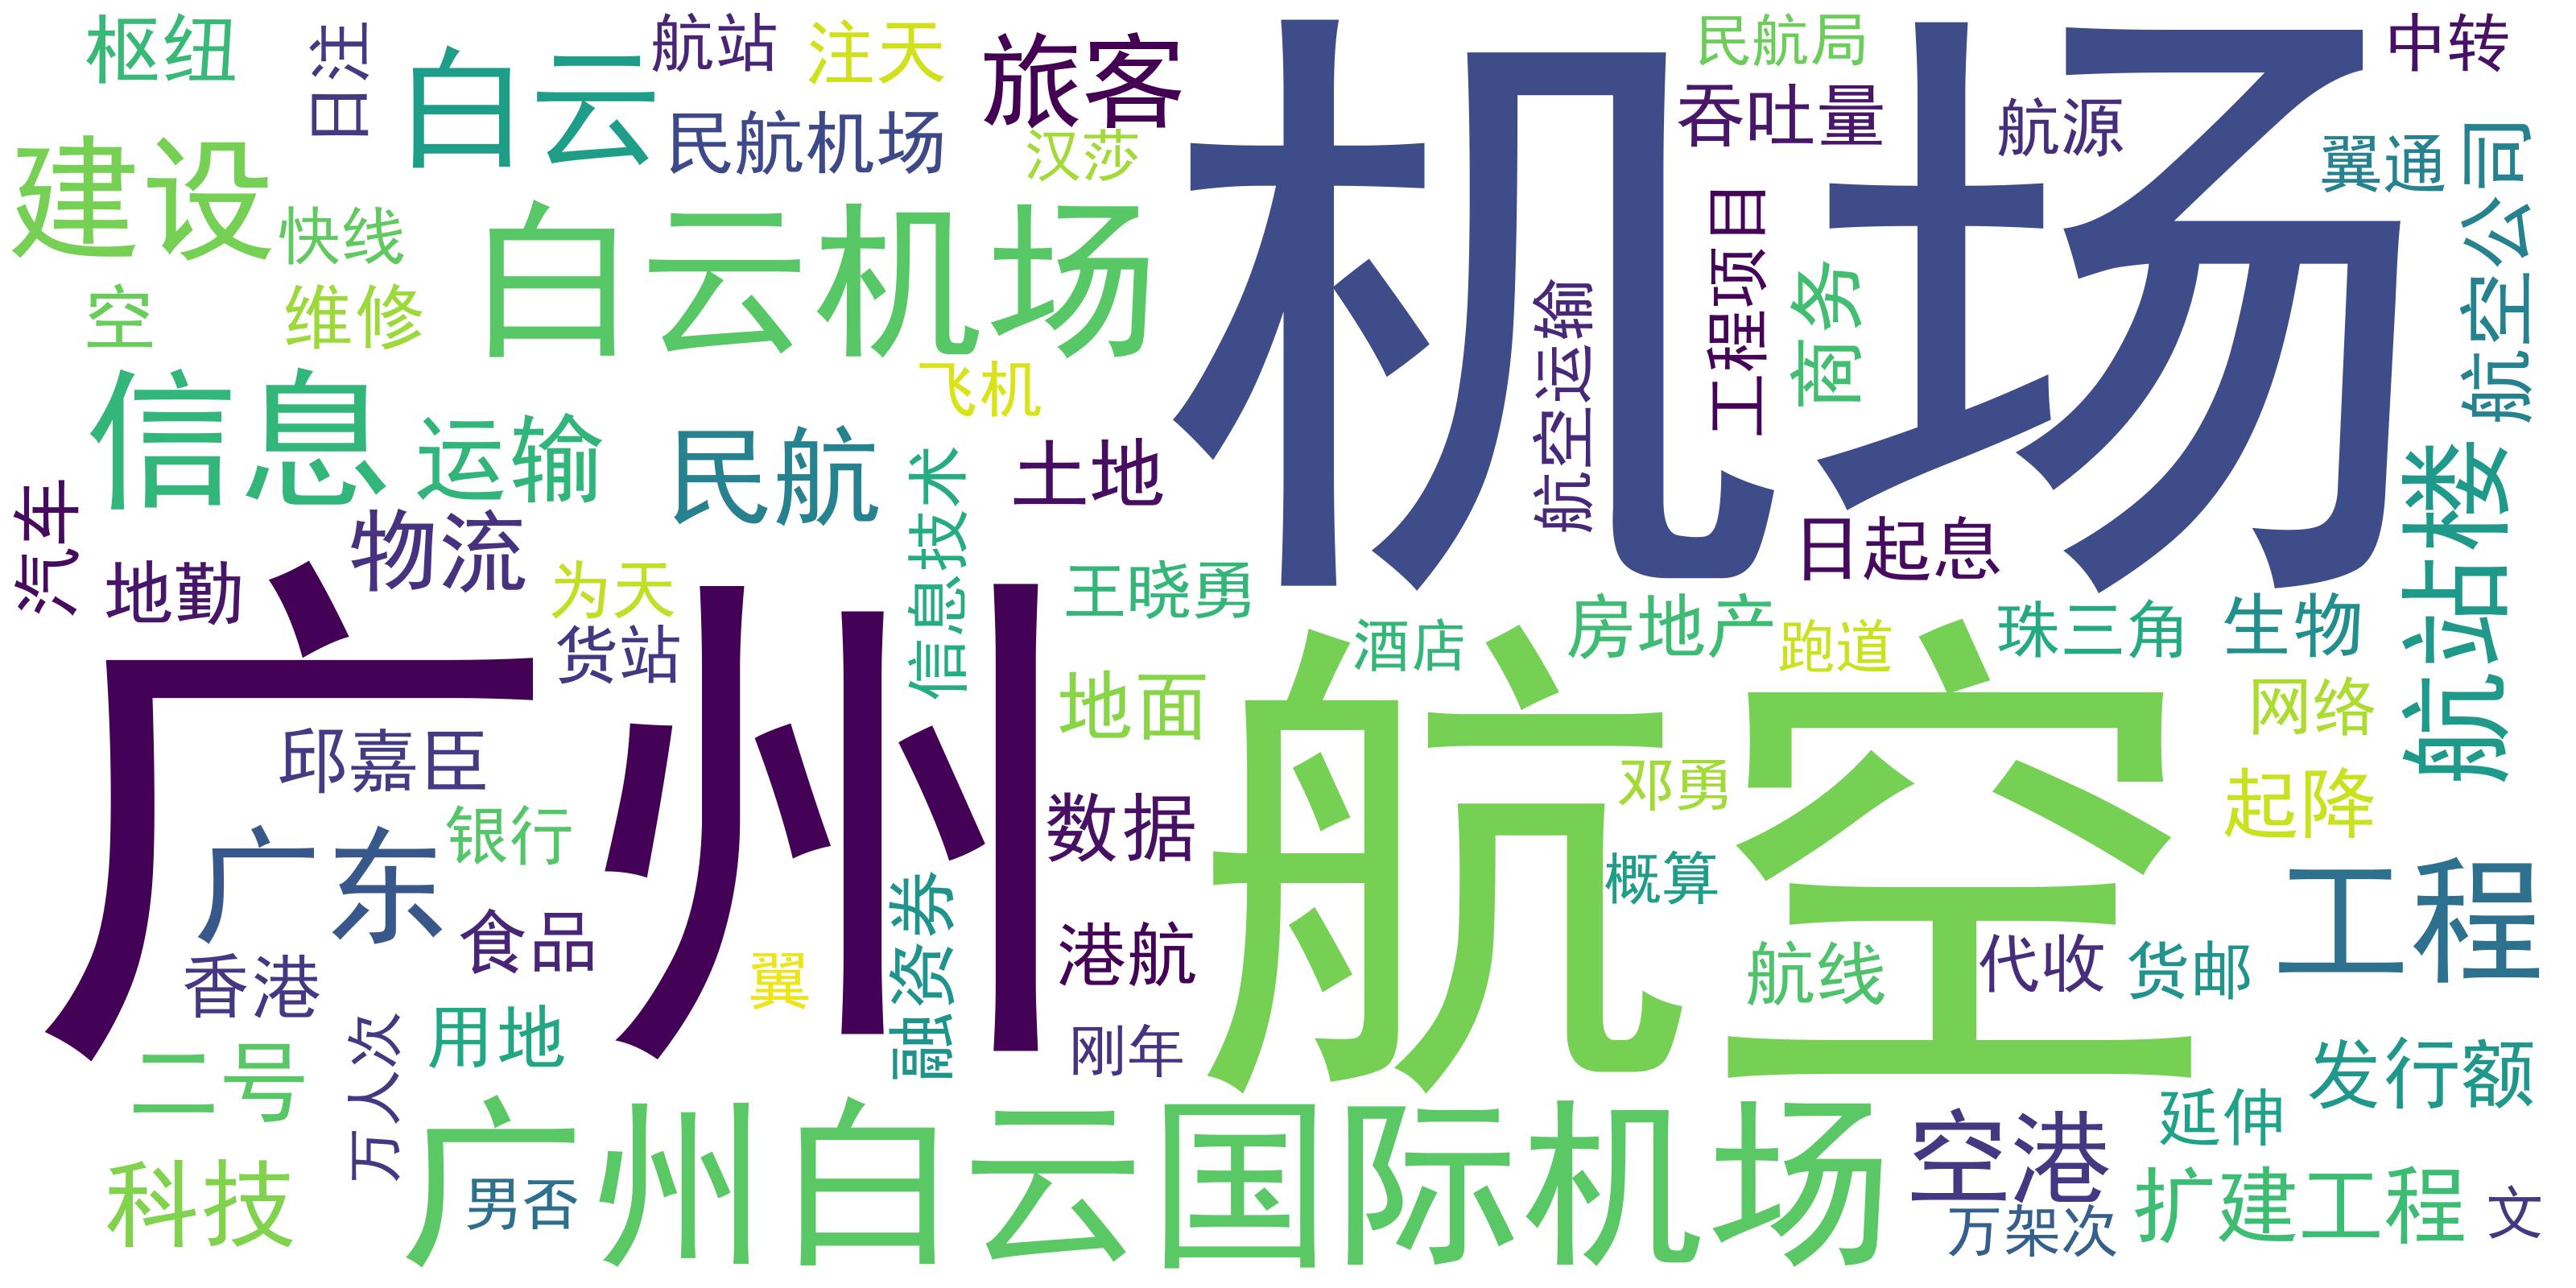 枢纽
日注
白云
航站
注天
旅客
机场
民航局
中转
吞吐量
航源
民航机场
汉莎
翼通
航空公司
建设
快线
白云机场
工程项目
商务
航空运输
空
维修
飞机
信息
运输
民航
信息技术
土地
航站楼
汽车
物流
日起息
地勤
广州
为天
货站
王晓勇
酒店
房地产
跑道
珠三角
生物
地面
航空
网络
邱嘉臣
数据
邓勇
起降
银行
广东
概算
工程
融资券
食品
港航
香港
翼
航线
代收
货邮
用地
万人次
刚年
二号
发行额
广州白云国际机场
空港
延伸
科技
男否
万架次
扩建工程
文